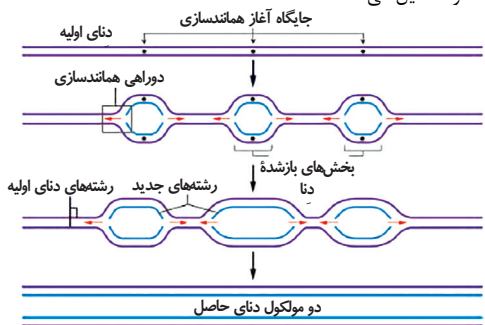 جایگاه آغاز همانندسازی
دنای اولیه
دوراهی همانندسازی
بخش‌های بازشدهٔ
دنا
رشته‌های جدید
رشته‌های دنای اولیه
دو مولکول دنای حاصل